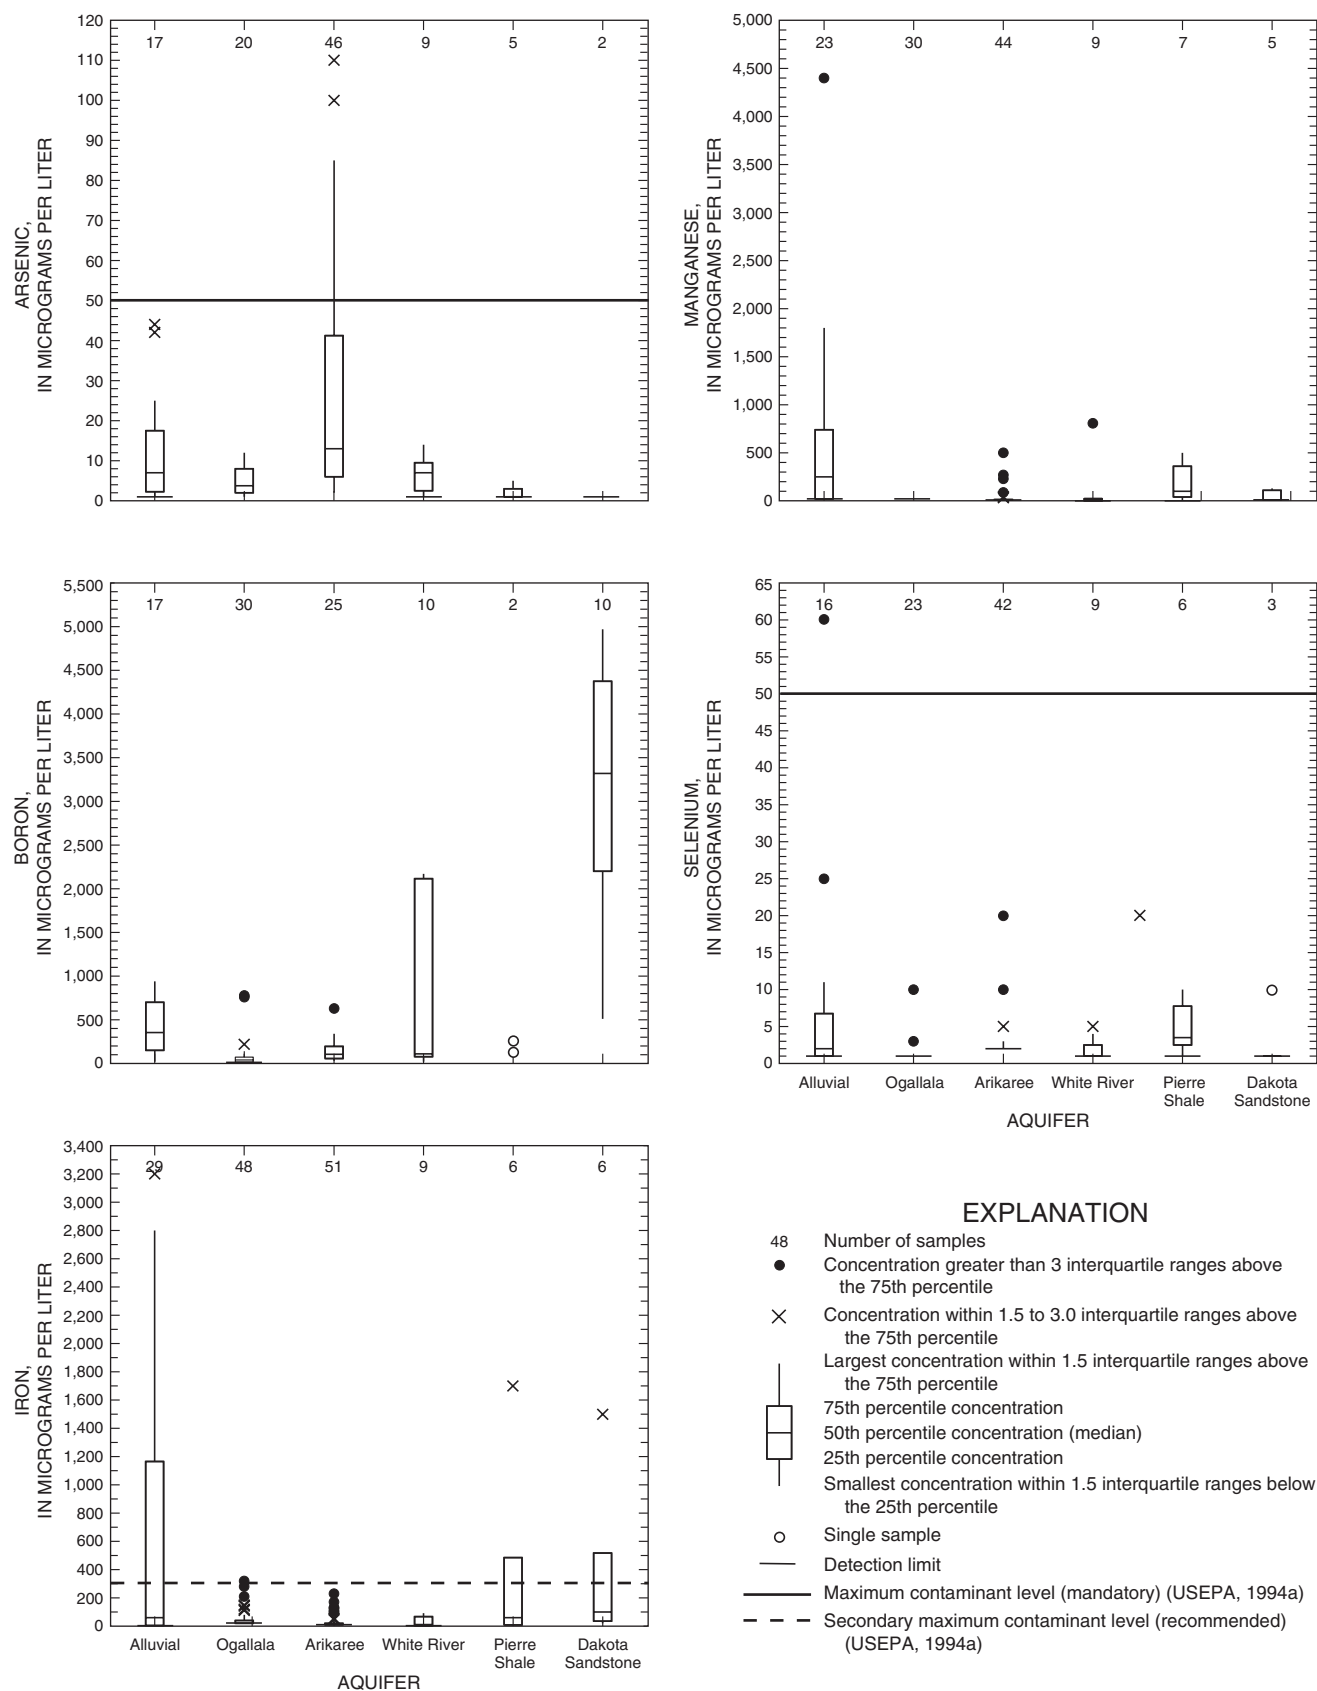 ARSENIC,
IN MICROGRAMS PER LITER
120
110
100
90
80
70
60
50
40
30
20
10
0
17 20 46 9 5 2
MANGANESE,
IN MICROGRAMS PER LITER
5,000
4,500
4,000
3,500
3,000
2,500
2,000
1,500
1,000
500
0
23 30 44 9 7 5
BORON,
IN MICROGRAMS PER LITER
5,500
5,000
4,500
4,000
3,500
3,000
2,500
2,000
1,500
1,000
500
0
17 30 25 10 2 10
SELENIUM,
IN MICROGRAMS PER LITER
65
60
55
50
45
40
35
30
25
20
15
10
5
0
16 23 42 9 6 3
Alluvial Ogallala Arikaree White River Pierre Dakota
Shale Sandstone
AQUIFER
IRON,
IN MICROGRAMS PER LITER
3,400
3,200
3,000
2,800
2,600
2,400
2,200
2,000
1,800
1,600
1,400
1,200
1,000
800
600
400
200
0
29 48 51 9 6 6
Alluvial Ogallala Arikaree White River Pierre Dakota
Shale Sandstone
AQUIFER
EXPLANATION
48 Number of samples
Concentration greater than 3 interquartile ranges above
the 75th percentile
Concentration within 1.5 to 3.0 interquartile ranges above
the 75th percentile
Largest concentration within 1.5 interquartile ranges above
the 75th percentile
75th percentile concentration
50th percentile concentration (median)
25th percentile concentration
Smallest concentration within 1.5 interquartile ranges below
the 25th percentile
Single sample
Detection limit
Maximum contaminant level (mandatory) (USEPA, 1994a)
Secondary maximum contaminant level (recommended)
(USEPA, 1994a)